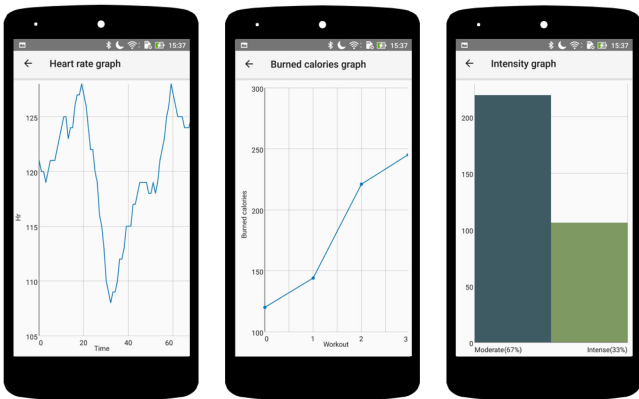 15:37
Heart rate graph
125
120
Hr
115
110
105
0 20 40 60
Time
15:37
Burned calories graph
300
250
200
Burned calories
150
100
0 1 2 3
Workout
15:37
Intensity graph
200
150
100
50
0
Moderate(67%) Intense(33%)